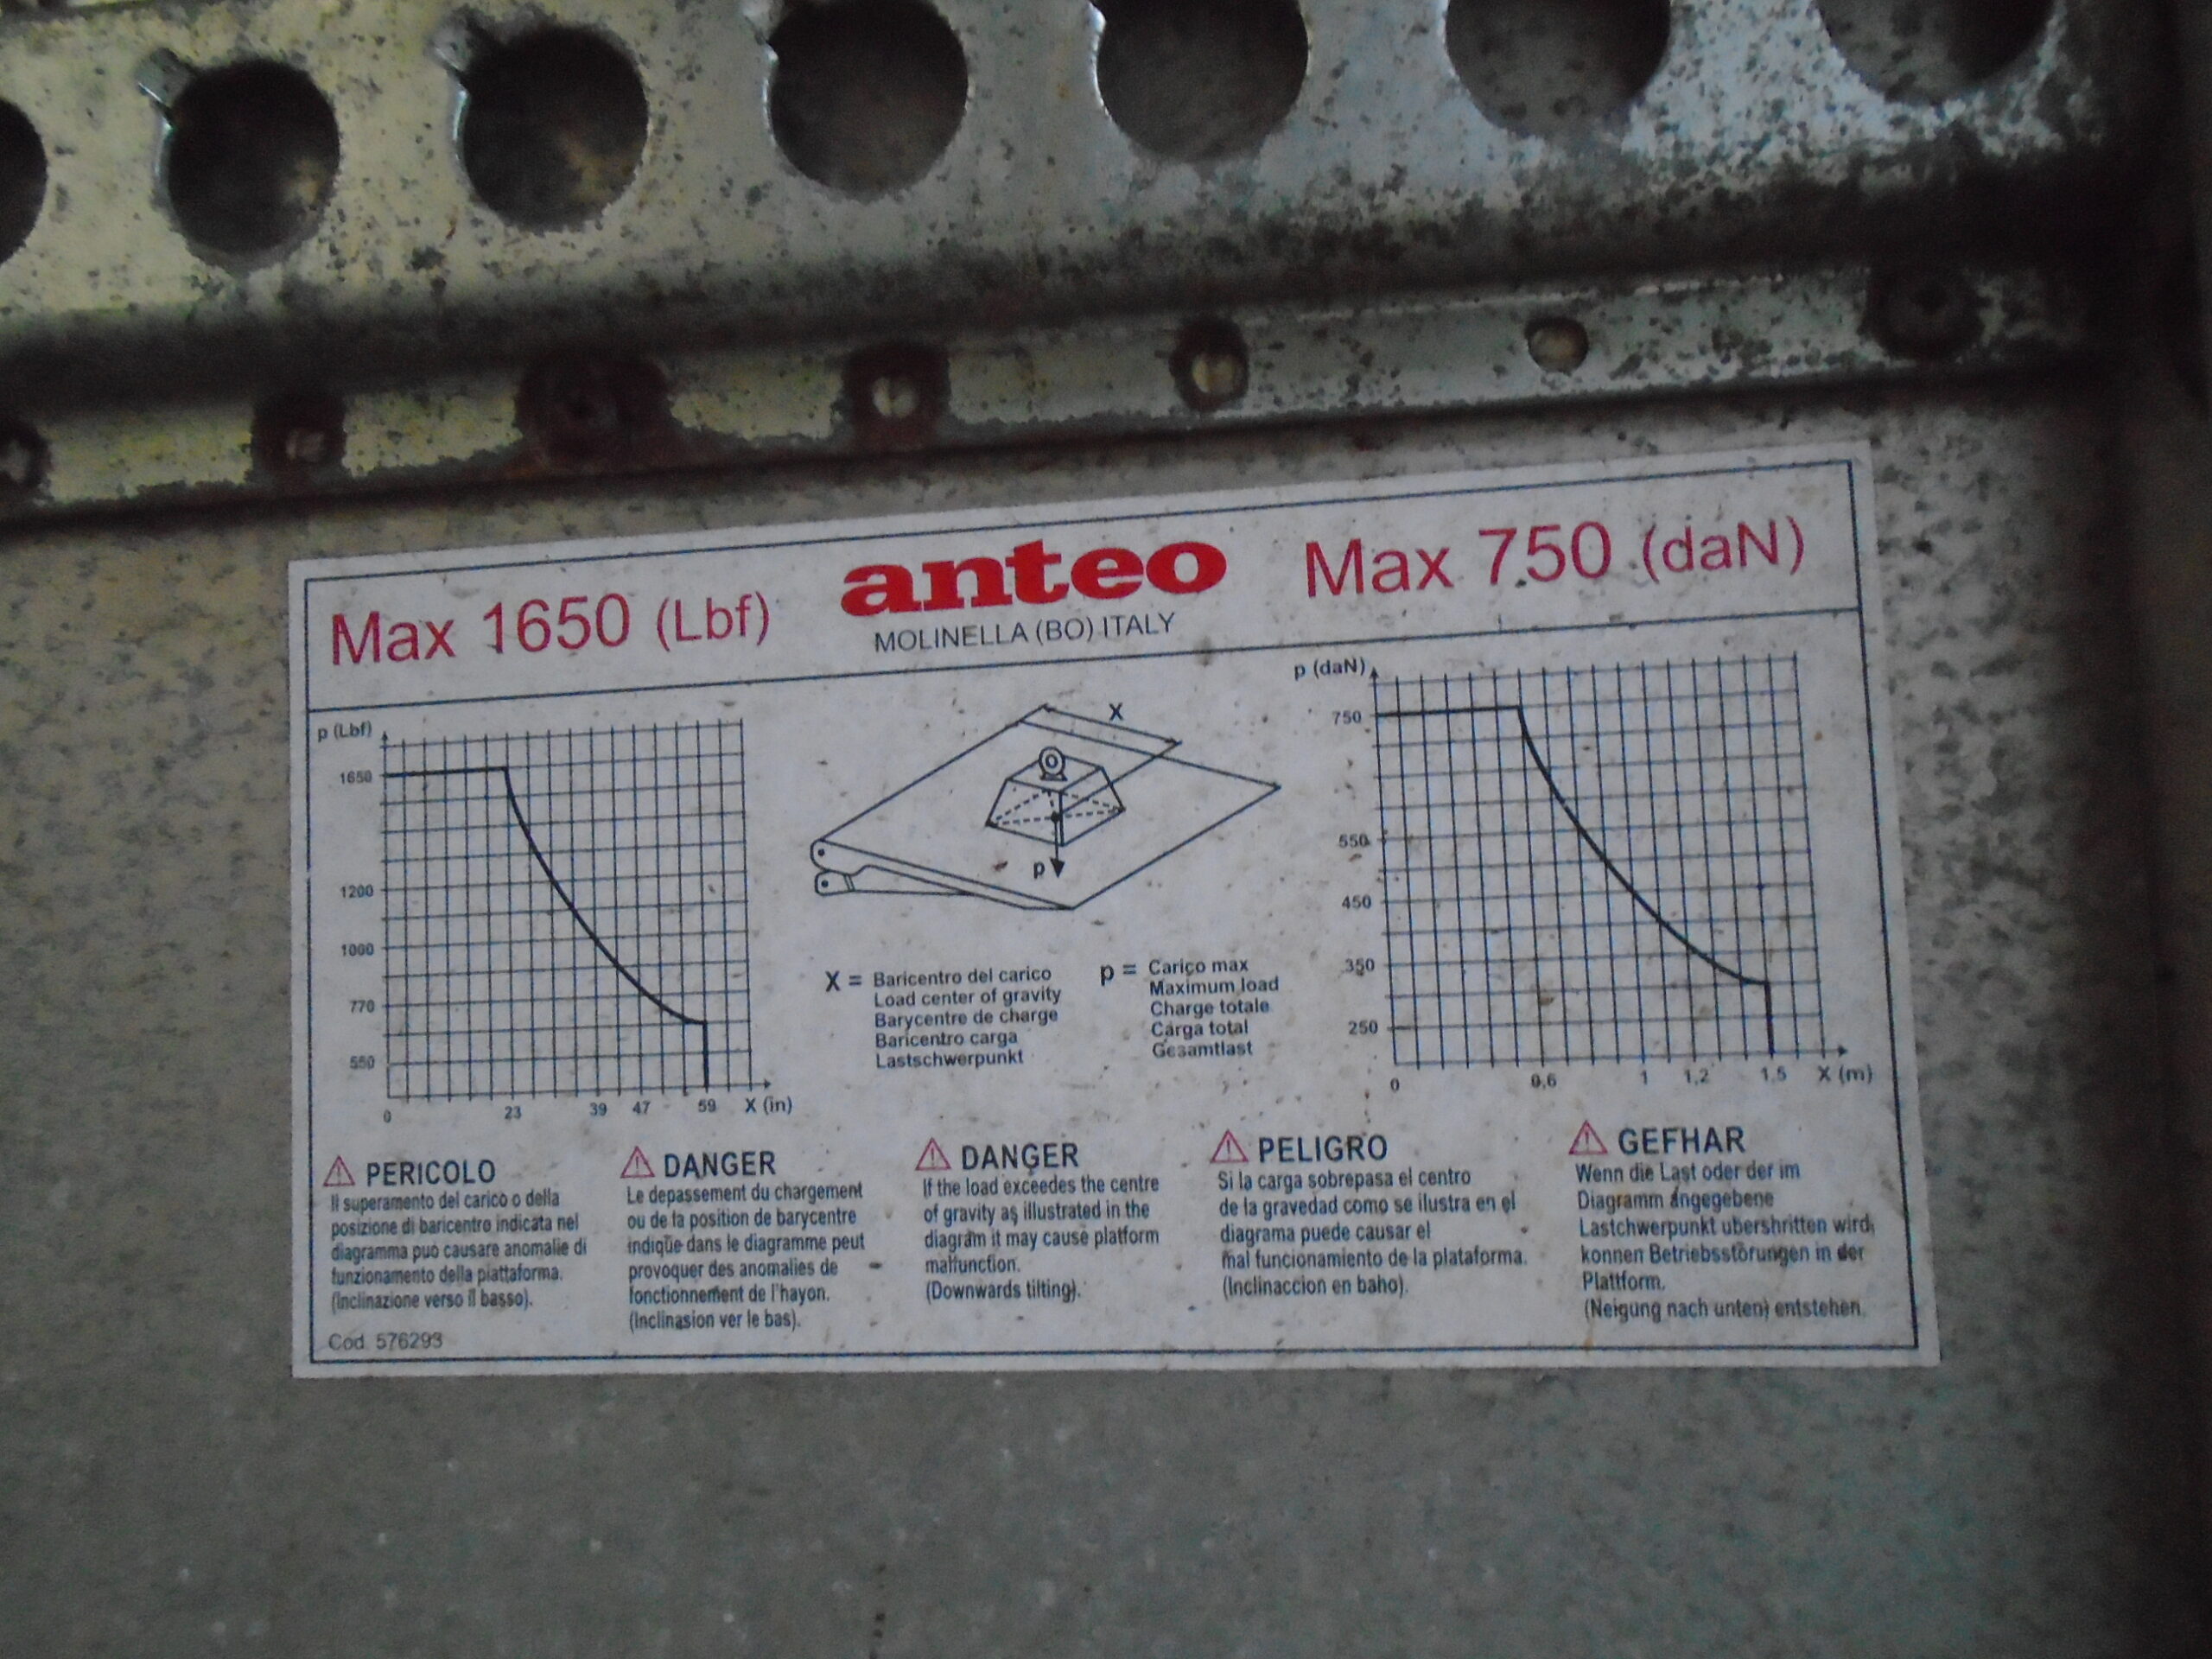 Max 1650 (Lbf)
anteo
MOLINELLA (BO) ITALY
Max 750 (daN)
p (Lbf)
1650
1200
1000
770
550
0
23
39
47
59
X (in)
X
p
X = Baricentro del carico
Load center of gravity
Barycentre de charge
Baricentro carga
Lastschwerpunkt
p = Carico max
Maximum load
Charge totale
Carga total
Gesamtlast
p (daN)
750
550
450
350
250
0
0,6
1
1,2
1,5
X (m)
PERICOLO
Il superamento del carico o della
posizione di baricentro indicata nel
diagramma puo causare anomalie di
funzionamento della piattaforma.
(Inclinazione verso il basso).
Cod. 576293
DANGER
Le depassement du chargement
ou de la position de barycentre
indique dans le diagramme peut
provoquer des anomalies de
fonctionnement de l'hayon.
(Inclinasion ver le bas).
DANGER
If the load exceedes the centre
of gravity as illustrated in the
diagram it may cause platform
malfunction.
(Downwards tilting).
PELIGRO
Si la carga sobrepasa el centro
de la gravedad como se ilustra en el
diagrama puede causar el
mal funcionamiento de la plataforma.
(Inclinaccion en baho).
GEFHAR
Wenn die Last oder der im
Diagramm angegebene
Lastchwerpunkt ubershritten wird,
konnen Betriebsstörungen in der
Plattform.
(Neigung nach unten) entstehen.